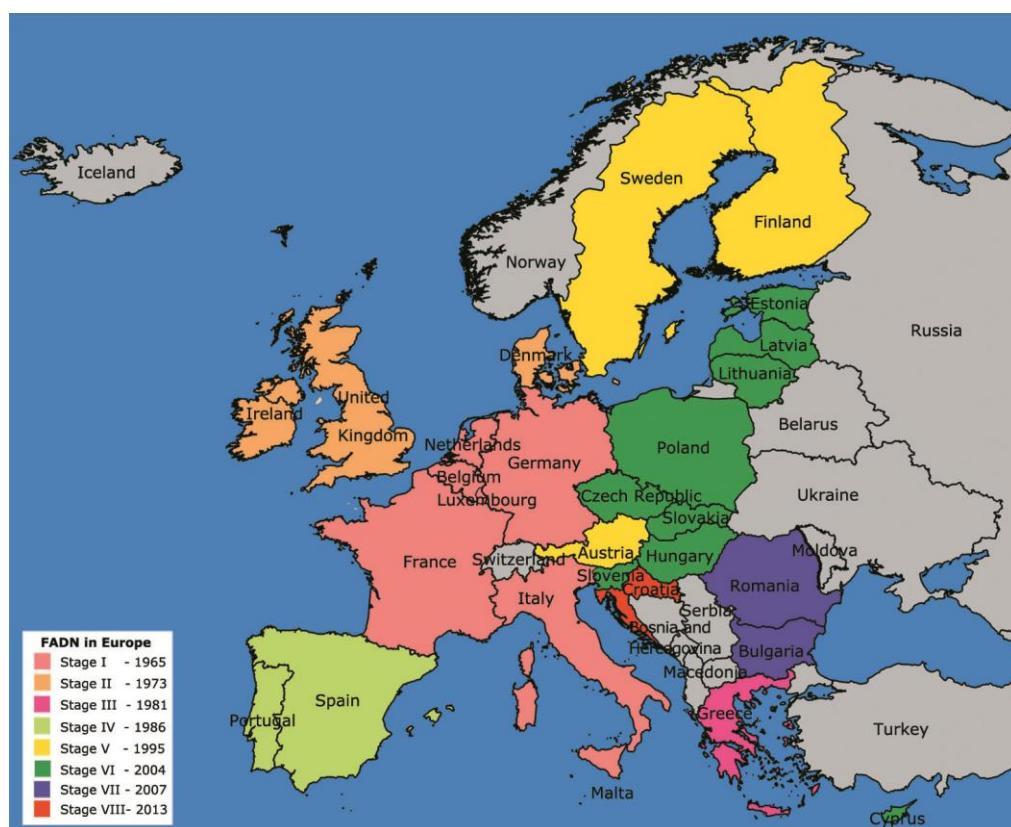 Iceland
Sweden
Finland
Norway
Estonia
Russia
Latvia
Denmark
Lithuania
United
Kingdom
Ireland
Belarus
Netherlands
Poland
Germany
Belgium
Ukraine
Czech Republic
Luxembourg
Slovakia
Moldova
Austria
Hungary
Switzerland
France
Slovenia
Romania
Croatia
Italy
Serbia
Bosnia and
Hercegovina
Bulgaria
Macedonia
Spain
Portugal
Greece
Turkey
Malta
Cyprus
FADN in Europe
Stage I - 1965
Stage II - 1973
Stage III - 1981
Stage IV - 1986
Stage V - 1995
Stage VI - 2004
Stage VII - 2007
Stage VIII- 2013